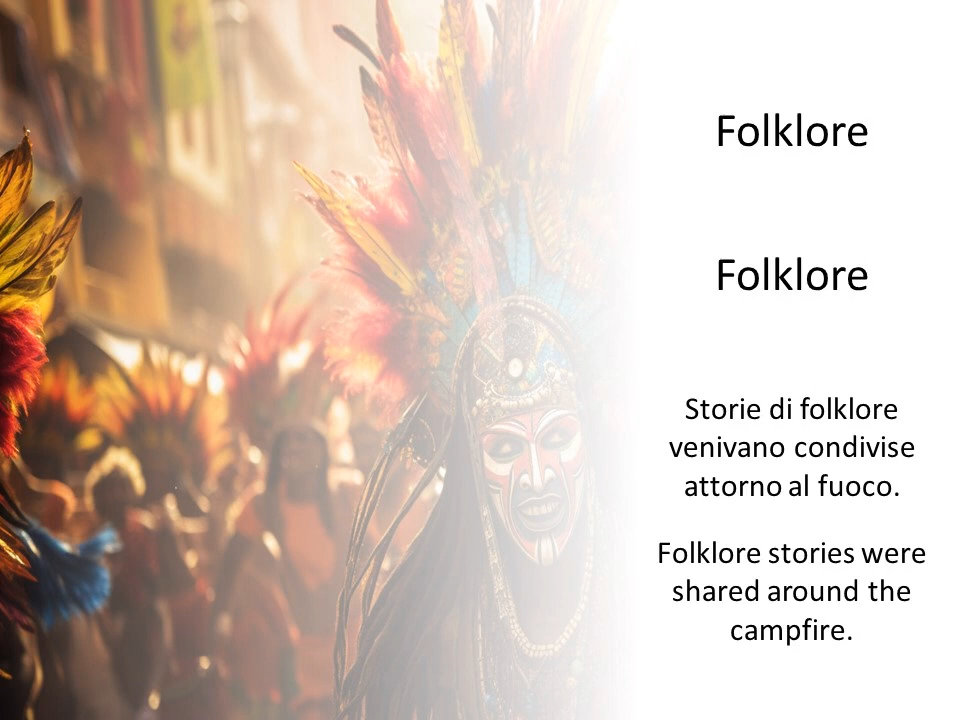 Folklore
Folklore
Storie di folklore
venivano condivise
attorno al fuoco.
Folklore stories were
shared around the
campfire.